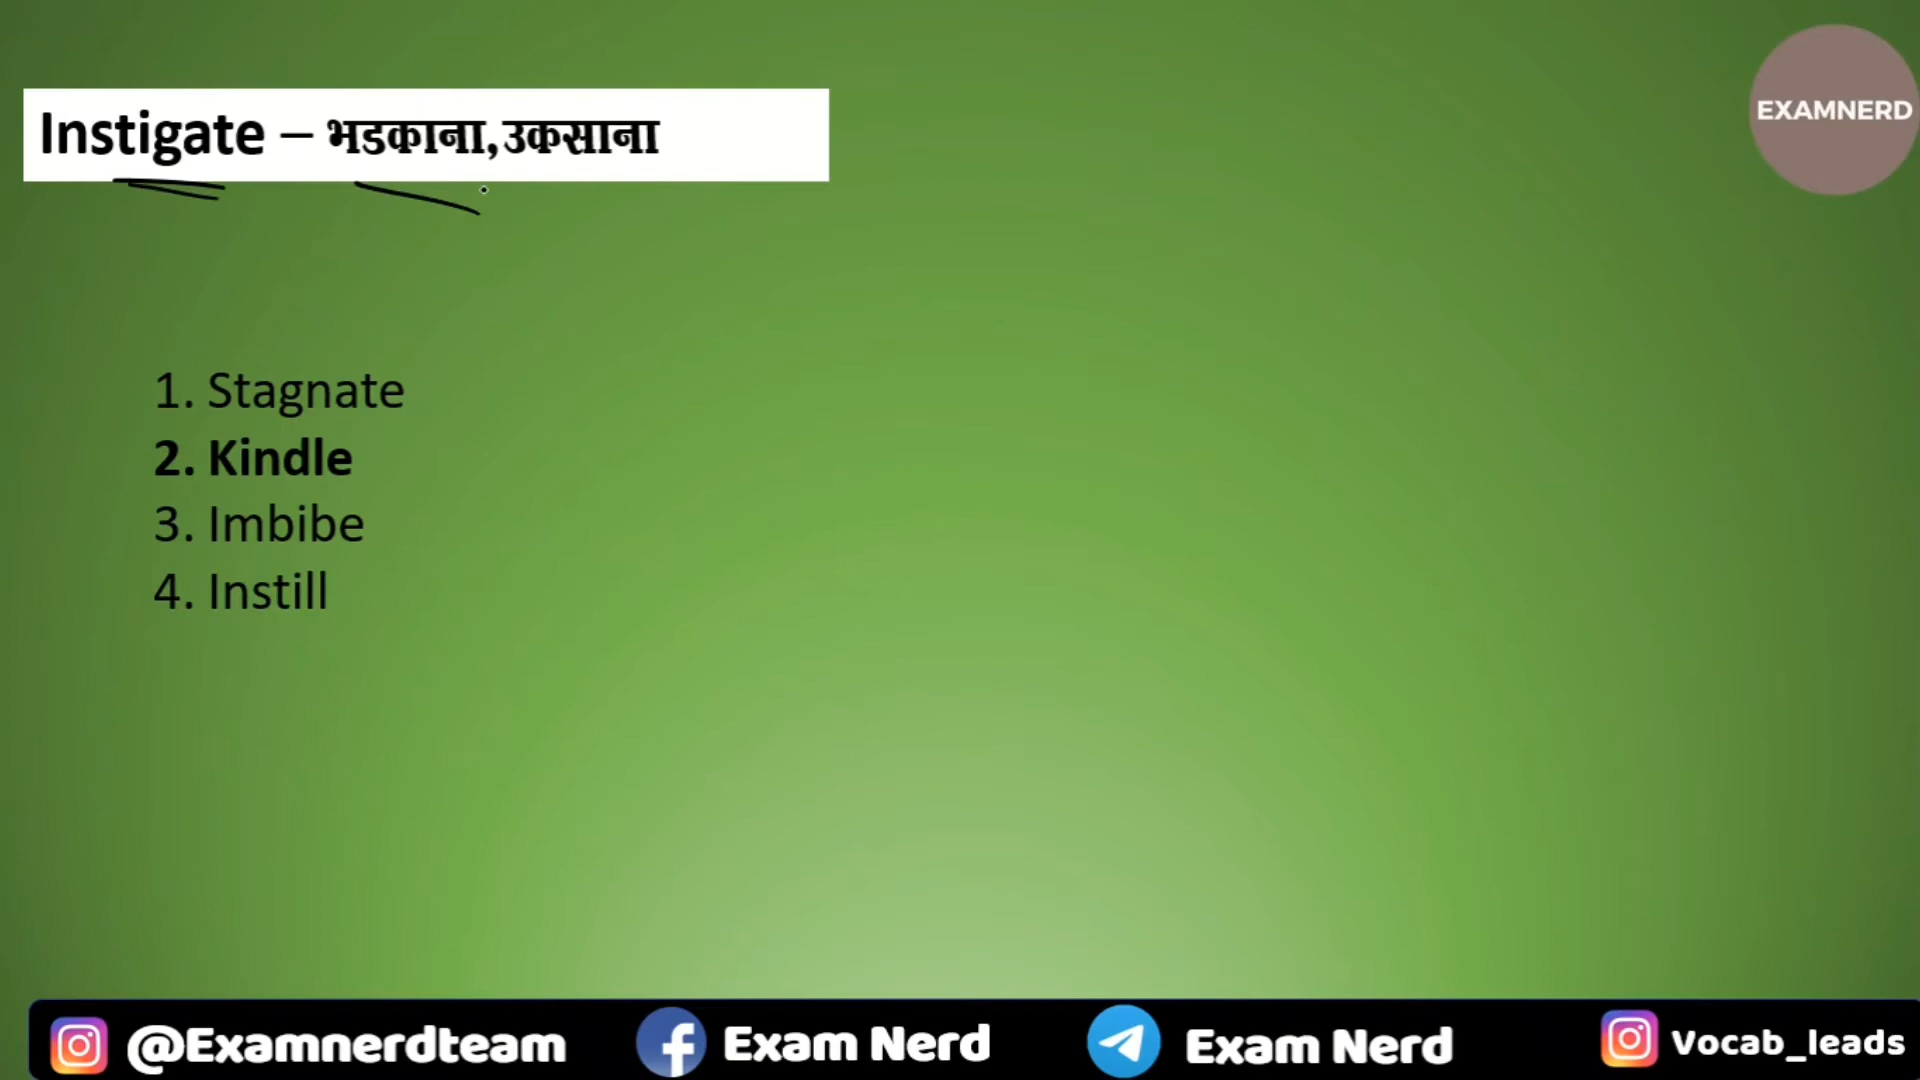 EXAMNERD
Instigate – भडकाना,उकसाना
1. Stagnate
2. Kindle
3. Imbibe
4. Instill
@Examnerdteam
Exam Nerd
Exam Nerd
Vocab_leads